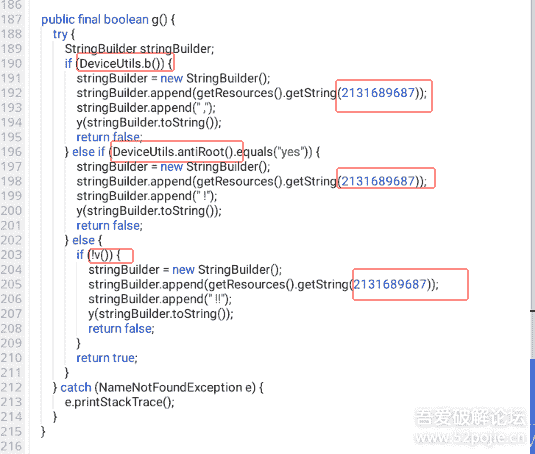 186
187 public final boolean g() {
188 try {
189 StringBuilder stringBuilder;
190 if (DeviceUtils.b()) {
191 stringBuilder = new StringBuilder();
192 stringBuilder.append(getResources().getString(2131689687));
193 stringBuilder.append(" ,");
194 y(stringBuilder.toString());
195 return false;
196 } else if (DeviceUtils.antiRoot().equals("yes")) {
197 stringBuilder = new StringBuilder();
198 stringBuilder.append(getResources().getString(2131689687));
199 stringBuilder.append(" !");
200 y(stringBuilder.toString());
201 return false;
202 } else {
203 if (!v()) {
204 stringBuilder = new StringBuilder();
205 stringBuilder.append(getResources().getString(2131689687));
206 stringBuilder.append(" !!");
207 y(stringBuilder.toString());
208 return false;
209 }
210 return true;
211 }
212 } catch (NameNotFoundException e) {
213 e.printStackTrace();
214 }
215 }
216
吾爱破解论坛
www.52pojie.cn